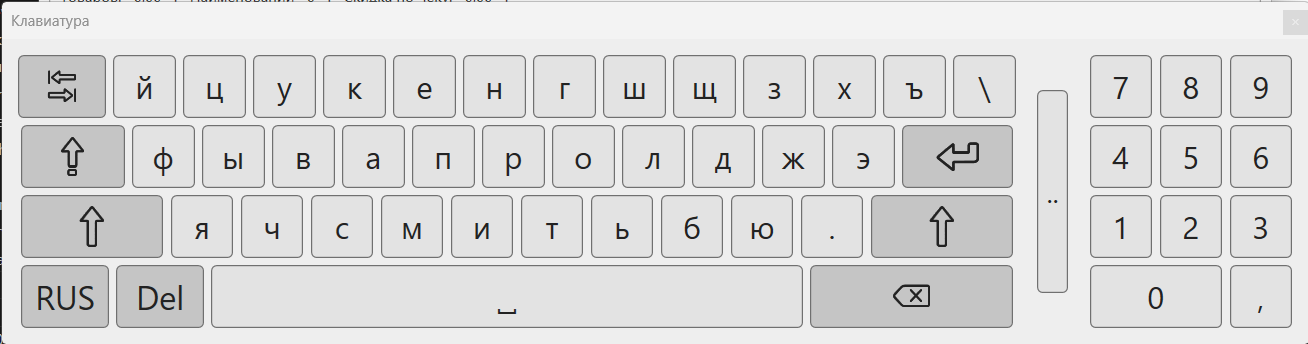 Клавиатура
й ц у к е н г ш щ з х ъ \ 7 8 9
ф ы в а п р о л д ж э 4 5 6
я ч с м и т ь б ю . .. 1 2 3
RUS Del 0 ,